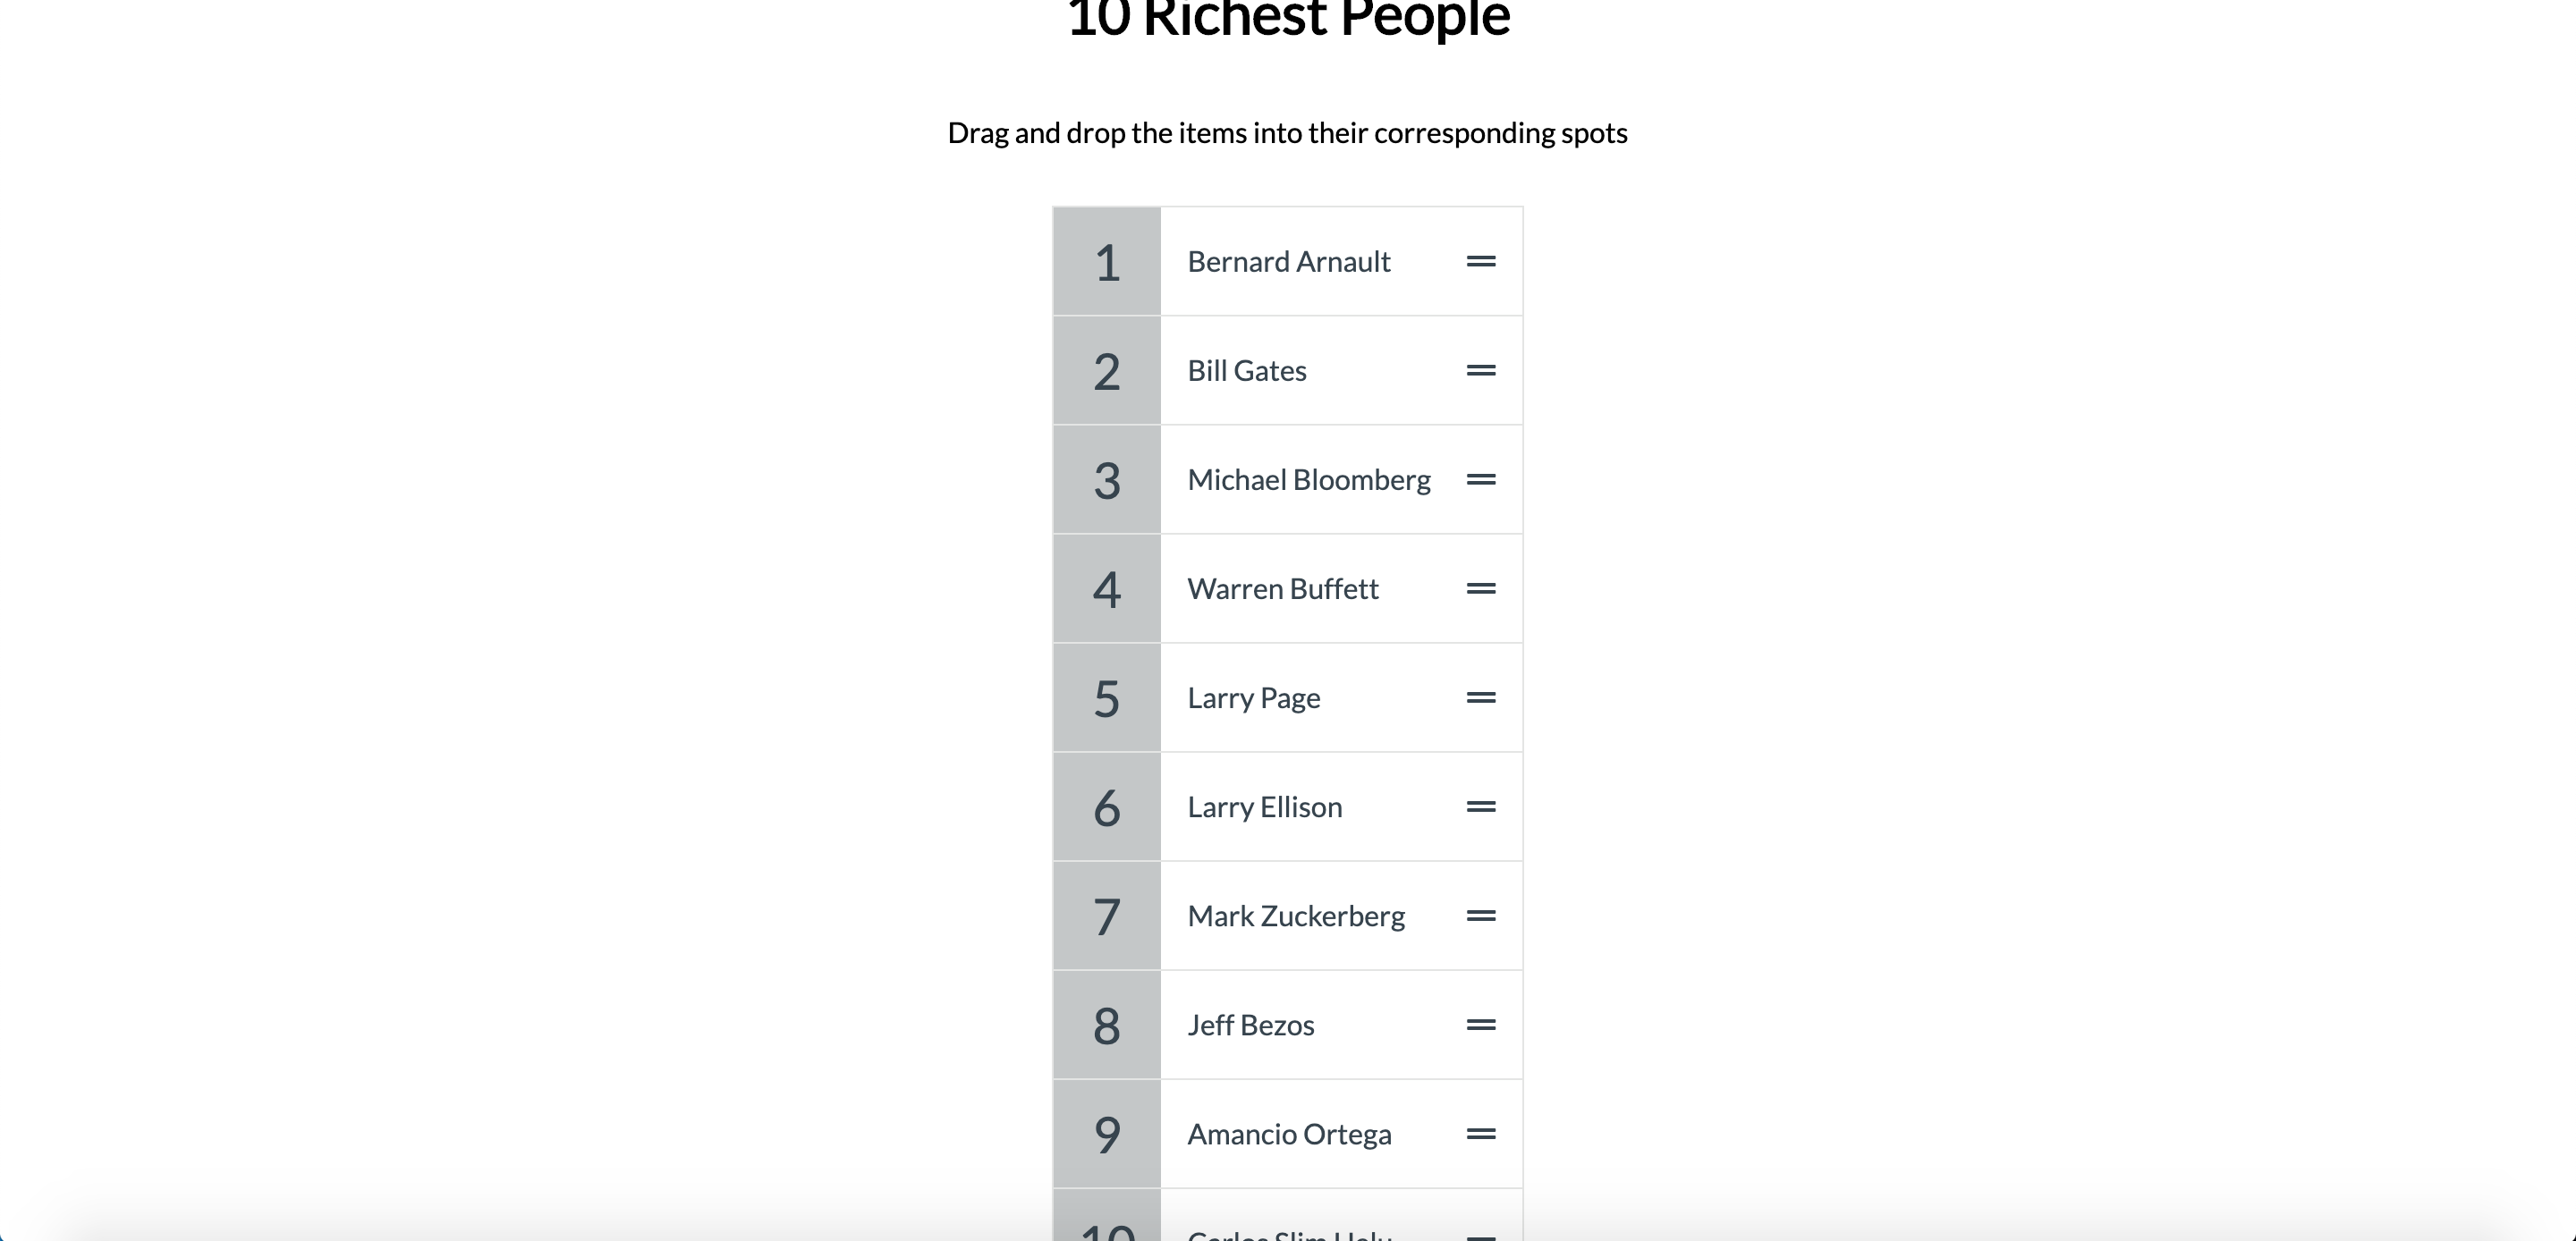 10 Richest People
Drag and drop the items into their corresponding spots
1 Bernard Arnault
2 Bill Gates
3 Michael Bloomberg
4 Warren Buffett
5 Larry Page
6 Larry Ellison
7 Mark Zuckerberg
8 Jeff Bezos
9 Amancio Ortega
10 Carlos Slim Helu